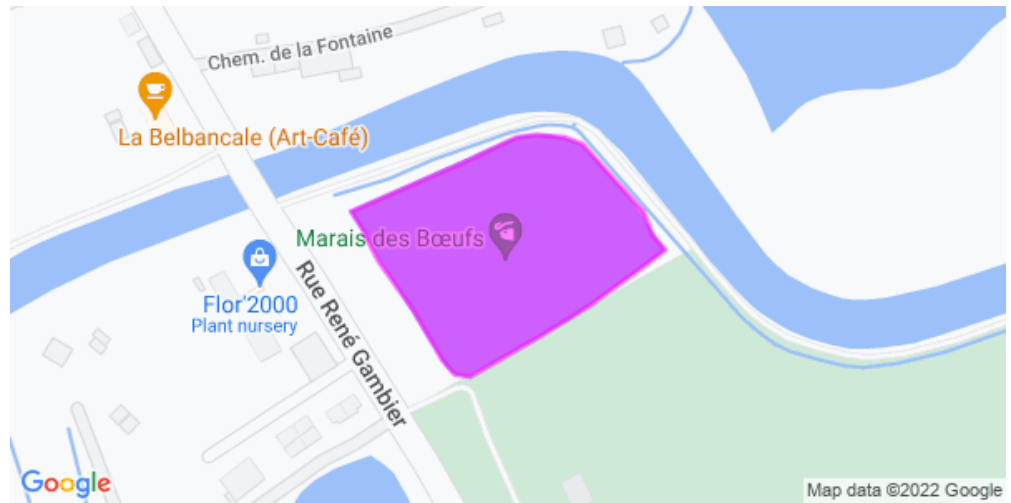 Chem. de la Fontaine
La Belbancale (Art-Café)
Marais des Bœufs
Flor'2000
Plant nursery
Rue René Gambier
Google
Map data ©2022 Google